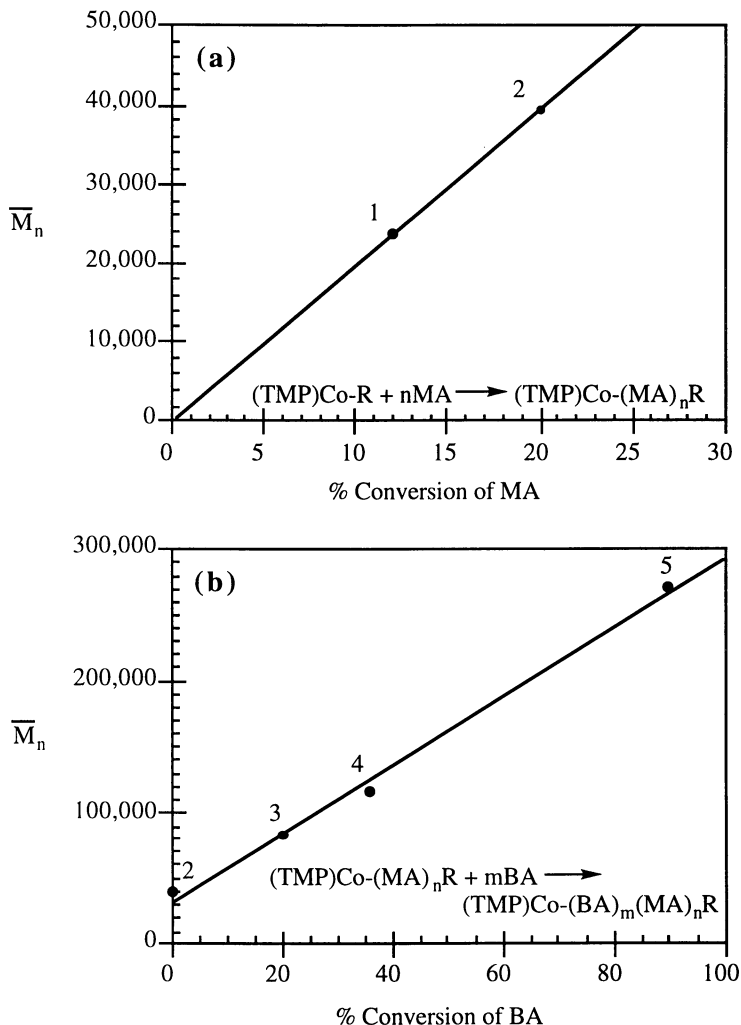 50,000
(a)
2
40,000
1
30,000
M̅n
20,000
10,000
(TMP)Co-R + nMA ⟶ (TMP)Co-(MA)nR
0
0 5 10 15 20 25 30
% Conversion of MA
300,000
(b)
5
200,000
M̅n
4
3
100,000
2
(TMP)Co-(MA)nR + mBA ⟶
(TMP)Co-(BA)m(MA)nR
0
0 20 40 60 80 100
% Conversion of BA